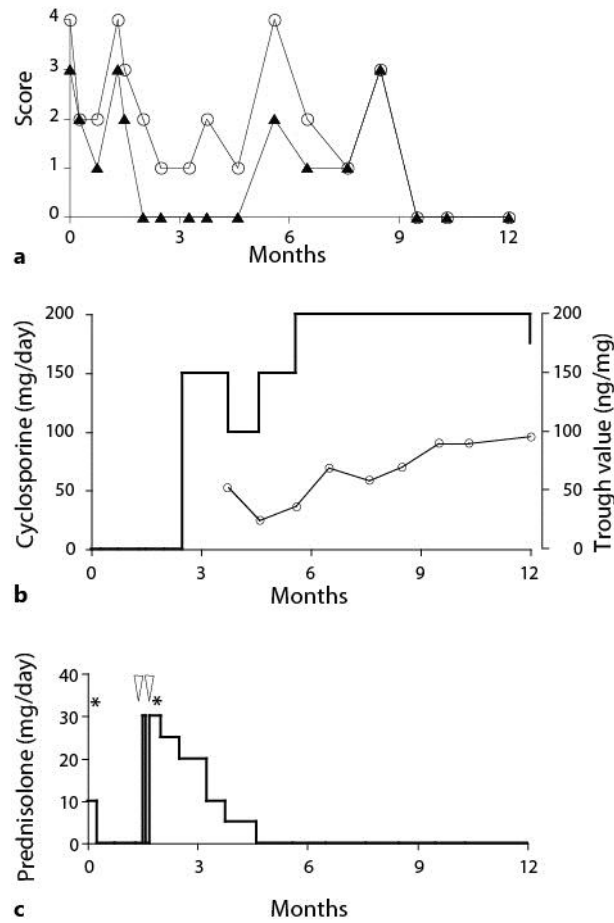 4
3
2
1
0
Score
0 3 6 9 12
Months
a
200
150
100
50
0
Cyclosporine (mg/day)
200
150
100
50
0
Trough value (ng/mg)
0 3 6 9 12
Months
b
40
30
20
10
0
Prednisolone (mg/day)
* *
0 3 6 9 12
Months
c